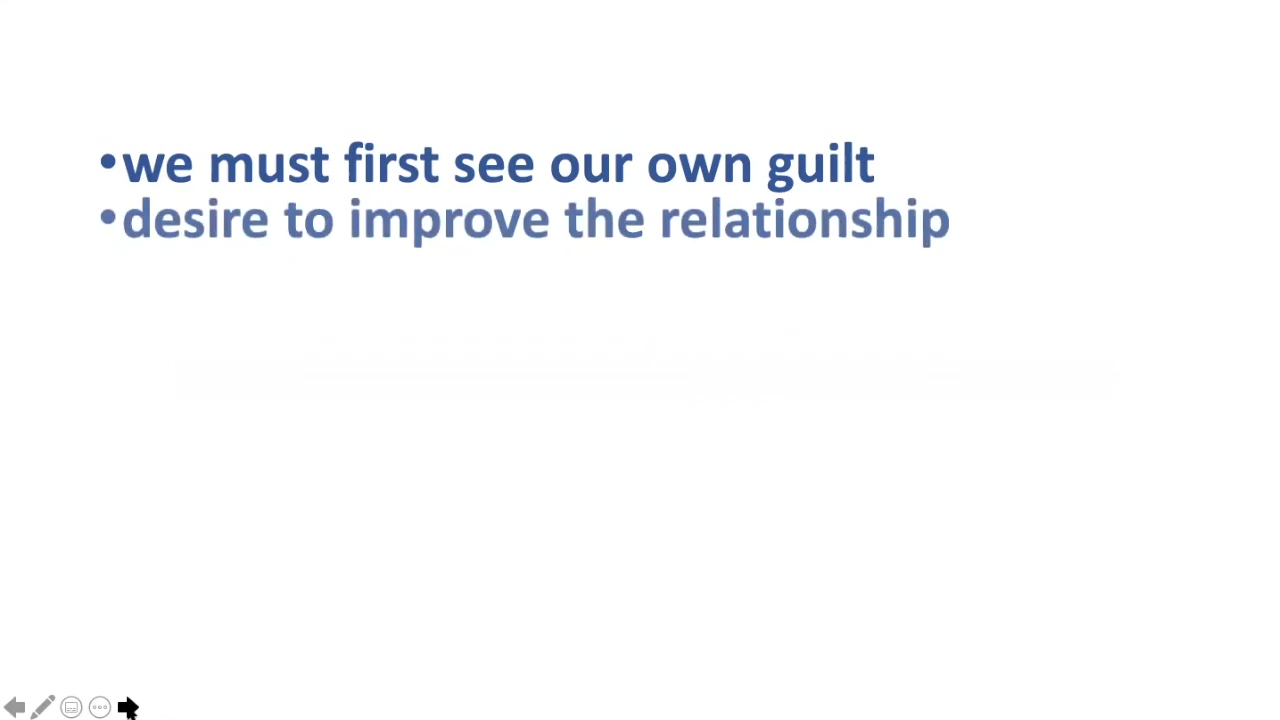 •we must first see our own guilt
•desire to improve the relationship